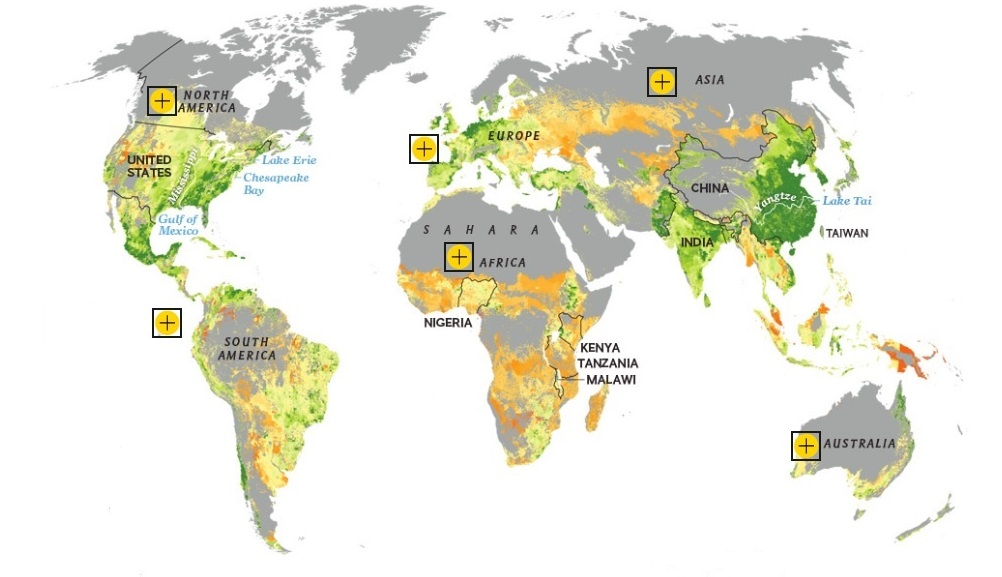 NORTH
AMERICA
ASIA
EUROPE
UNITED
STATES
Mississippi
Lake Erie
Chesapeake
Bay
Gulf of
Mexico
CHINA
Yangtze
Lake Tai
TAIWAN
INDIA
SAHARA
AFRICA
NIGERIA
KENYA
TANZANIA
MALAWI
SOUTH
AMERICA
AUSTRALIA